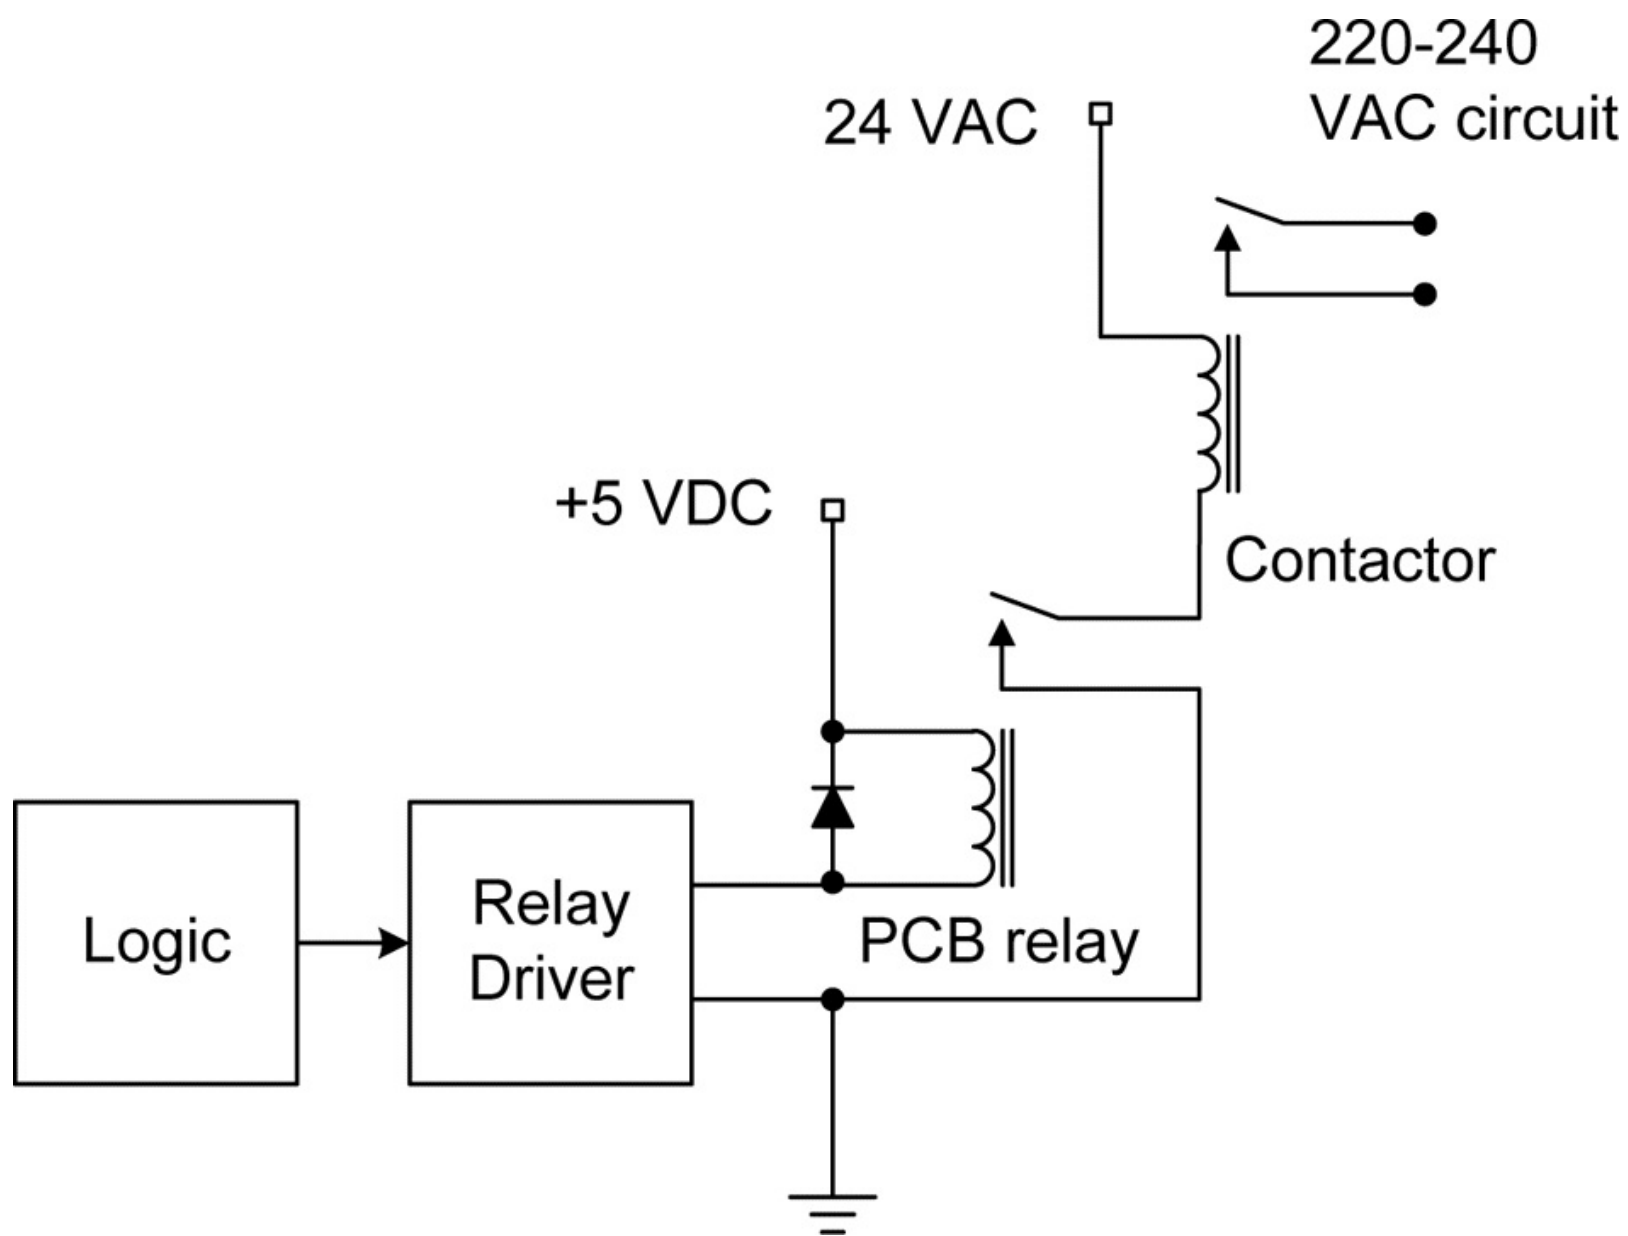 220-240
VAC circuit
24 VAC
+5 VDC
Contactor
Relay
Driver
Logic
PCB relay